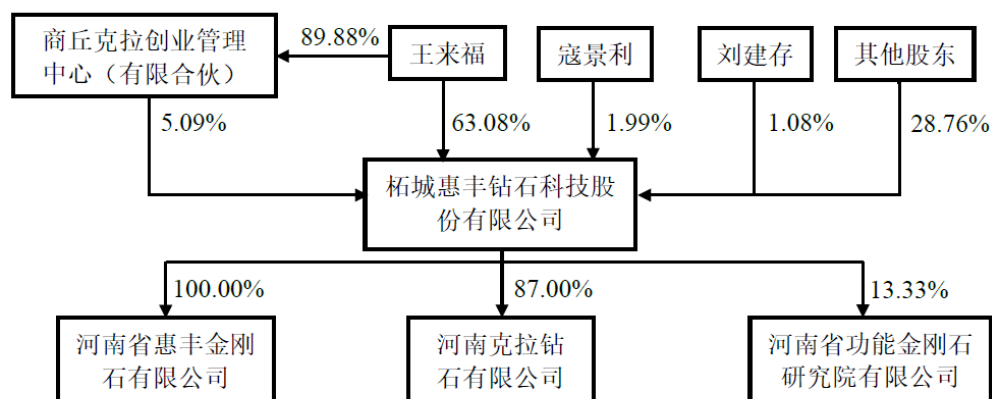 商丘克拉创业管理
中心（有限合伙）
89.88%
王来福
寇景利
刘建存
其他股东
5.09%
63.08%
1.99%
1.08%
28.76%
柘城惠丰钻石科技股
份有限公司
100.00%
87.00%
13.33%
河南省惠丰金刚
石有限公司
河南克拉钻
石有限公司
河南省功能金刚石
研究院有限公司